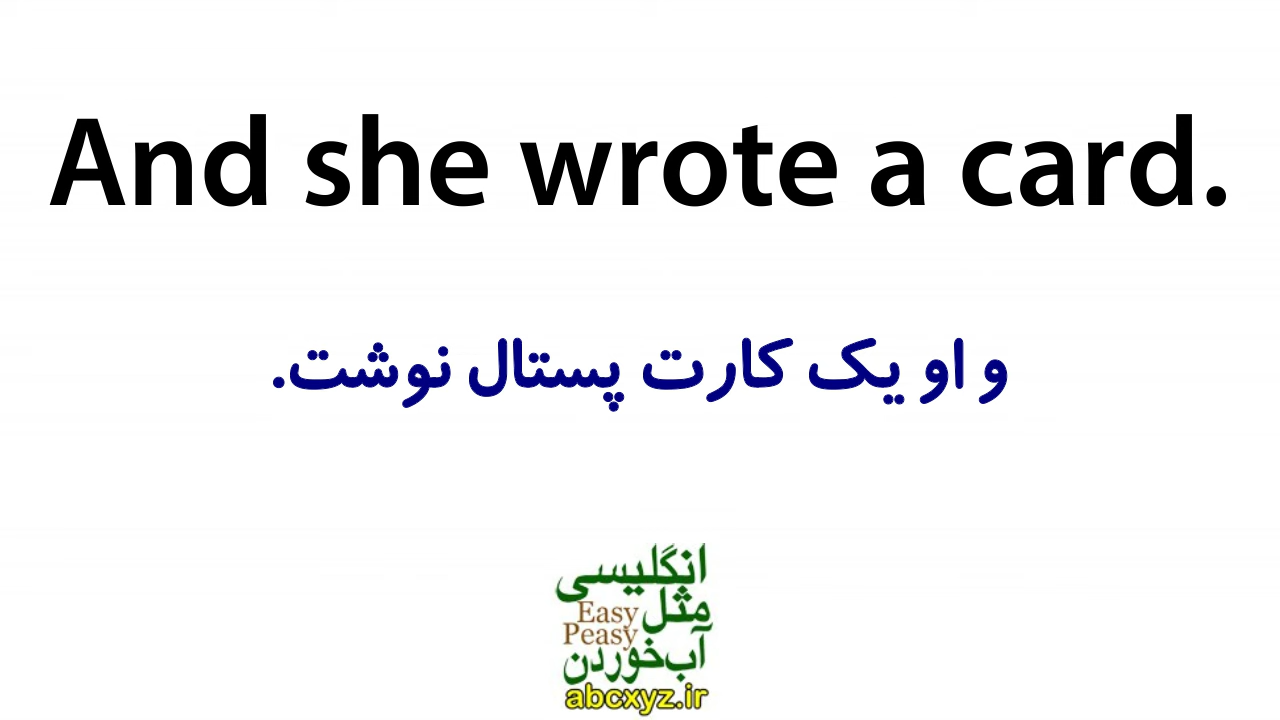 And she wrote a card.
و او یک کارت پستال نوشت.
انگلیسی
مثل Easy
Peasy
آب‌خوردن
abcxyz.ir